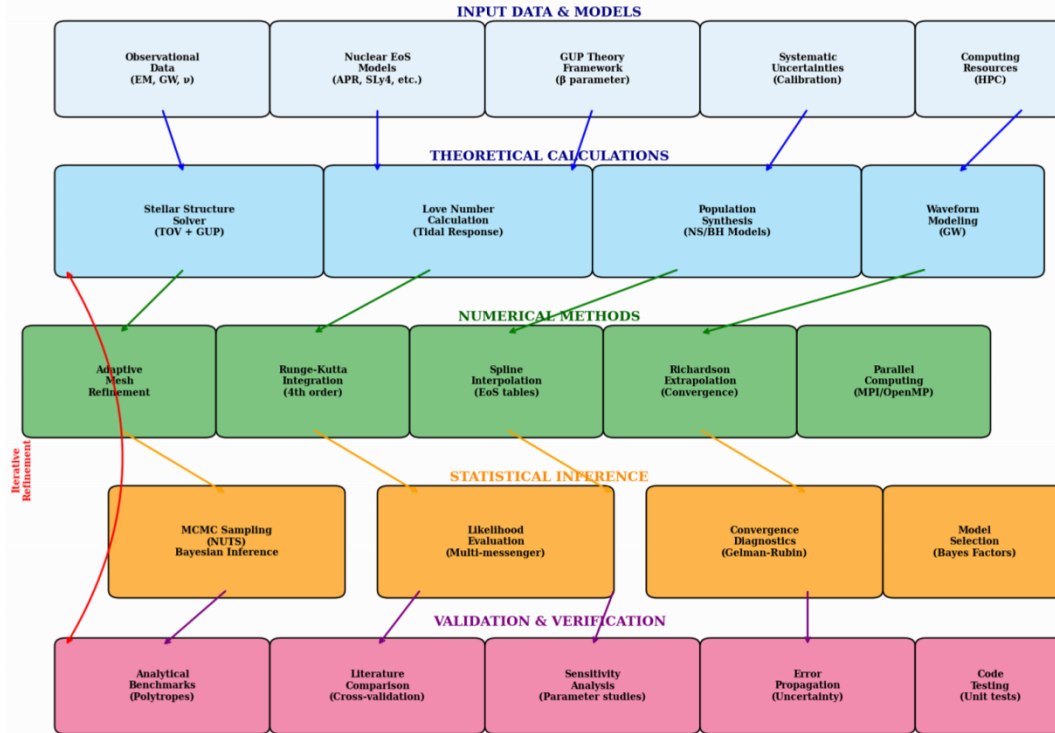 INPUT DATA & MODELS
Observational
Data
(EM, GW, ν)
Nuclear EoS
Models
(APR, SLy4, etc.)
GUP Theory
Framework
(β parameter)
Systematic
Uncertainties
(Calibration)
Computing
Resources
(HPC)
THEORETICAL CALCULATIONS
Stellar Structure
Solver
(TOV + GUP)
Love Number
Calculation
(Tidal Response)
Population
Synthesis
(NS/BH Models)
Waveform
Modeling
(GW)
NUMERICAL METHODS
Adaptive
Mesh
Refinement
Runge-Kutta
Integration
(4th order)
Spline
Interpolation
(EoS tables)
Richardson
Extrapolation
(Convergence)
Parallel
Computing
(MPI/OpenMP)
Iterative
Refinement
STATISTICAL INFERENCE
MCMC Sampling
(NUTS)
Bayesian Inference
Likelihood
Evaluation
(Multi-messenger)
Convergence
Diagnostics
(Gelman-Rubin)
Model
Selection
(Bayes Factors)
VALIDATION & VERIFICATION
Analytical
Benchmarks
(Polytropes)
Literature
Comparison
(Cross-validation)
Sensitivity
Analysis
(Parameter studies)
Error
Propagation
(Uncertainty)
Code
Testing
(Unit tests)